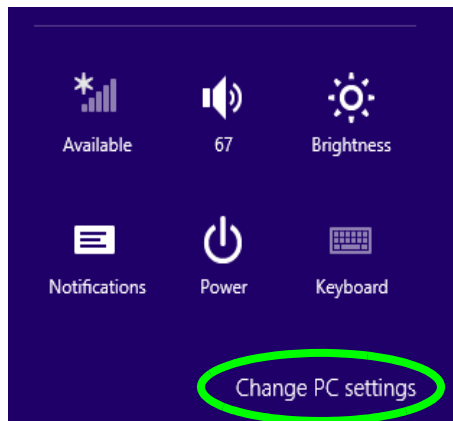 Available 67 Brightness
Notifications Power Keyboard
Change PC settings